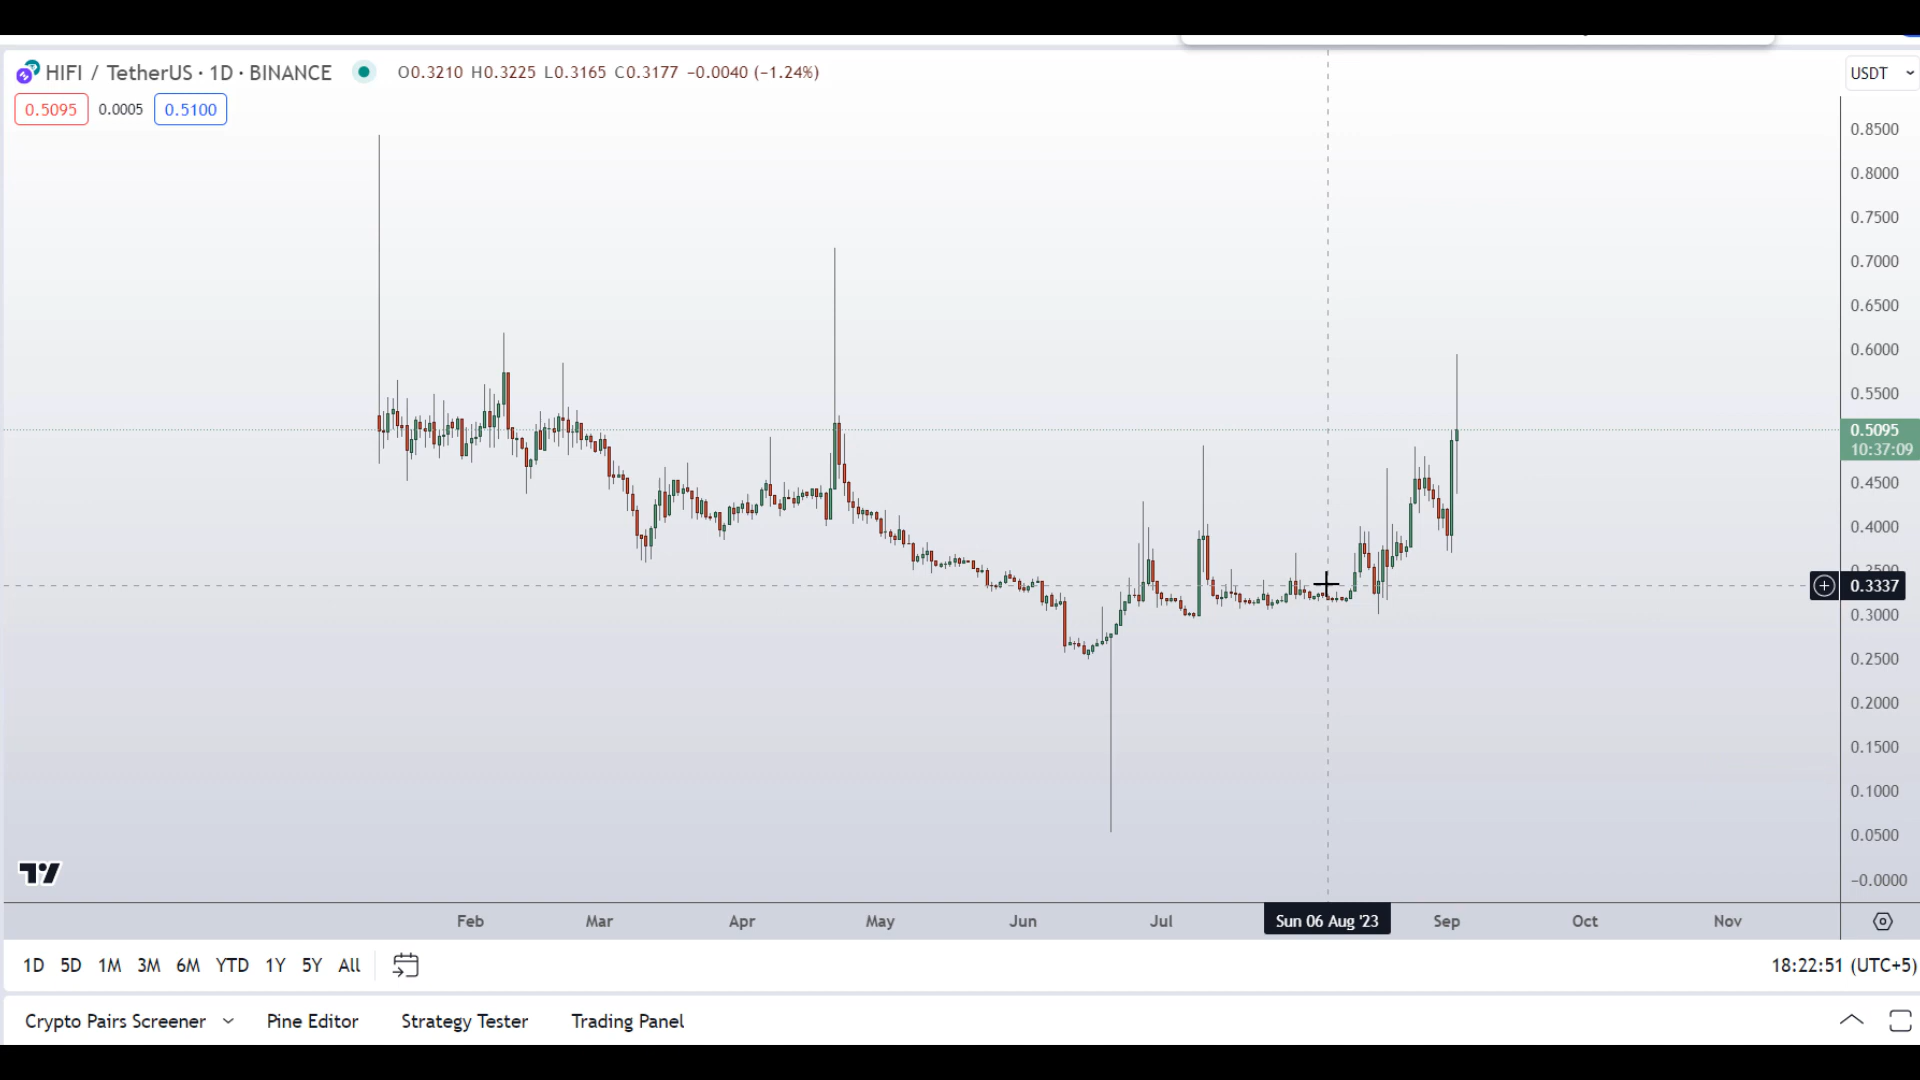 HIFI / TetherUS · 1D · BINANCE
O0.3210 H0.3225 L0.3165 C0.3177 −0.0040 (−1.24%)
USDT
0.5095 0.0005 0.5100
0.8500
0.8000
0.7500
0.7000
0.6500
0.6000
0.5500
0.5095
10:37:09
0.4500
0.4000
0.3500
0.3337
0.3000
0.2500
0.2000
0.1500
0.1000
0.0500
−0.0000
Feb Mar Apr May Jun Jul Sun 06 Aug '23 Sep Oct Nov
1D 5D 1M 3M 6M YTD 1Y 5Y All
18:22:51 (UTC+5)
Crypto Pairs Screener Pine Editor Strategy Tester Trading Panel